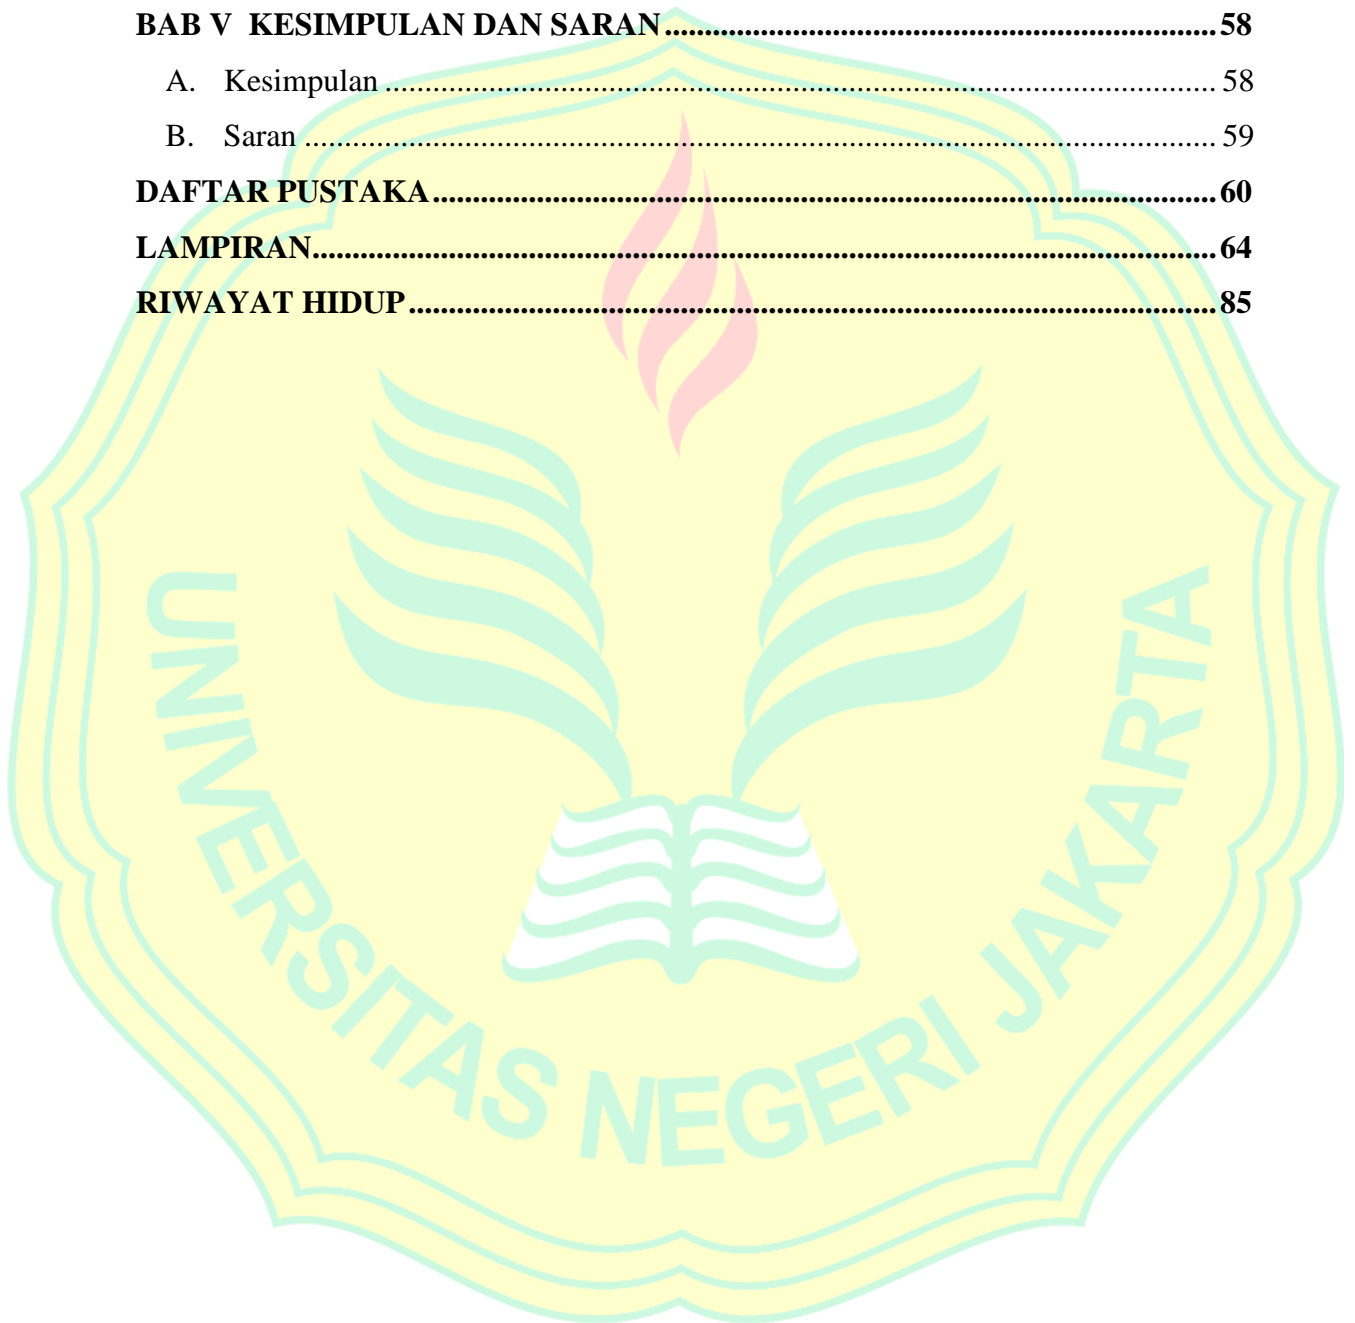 BAB V  KESIMPULAN DAN SARAN ........................................................................ 58
A.   Kesimpulan ............................................................................................................ 58
B.   Saran ....................................................................................................................... 59
DAFTAR PUSTAKA ..................................................................................................... 60
LAMPIRAN..................................................................................................................... 64
RIWAYAT HIDUP ........................................................................................................ 85
UNIVERSITAS NEGERI JAKARTA